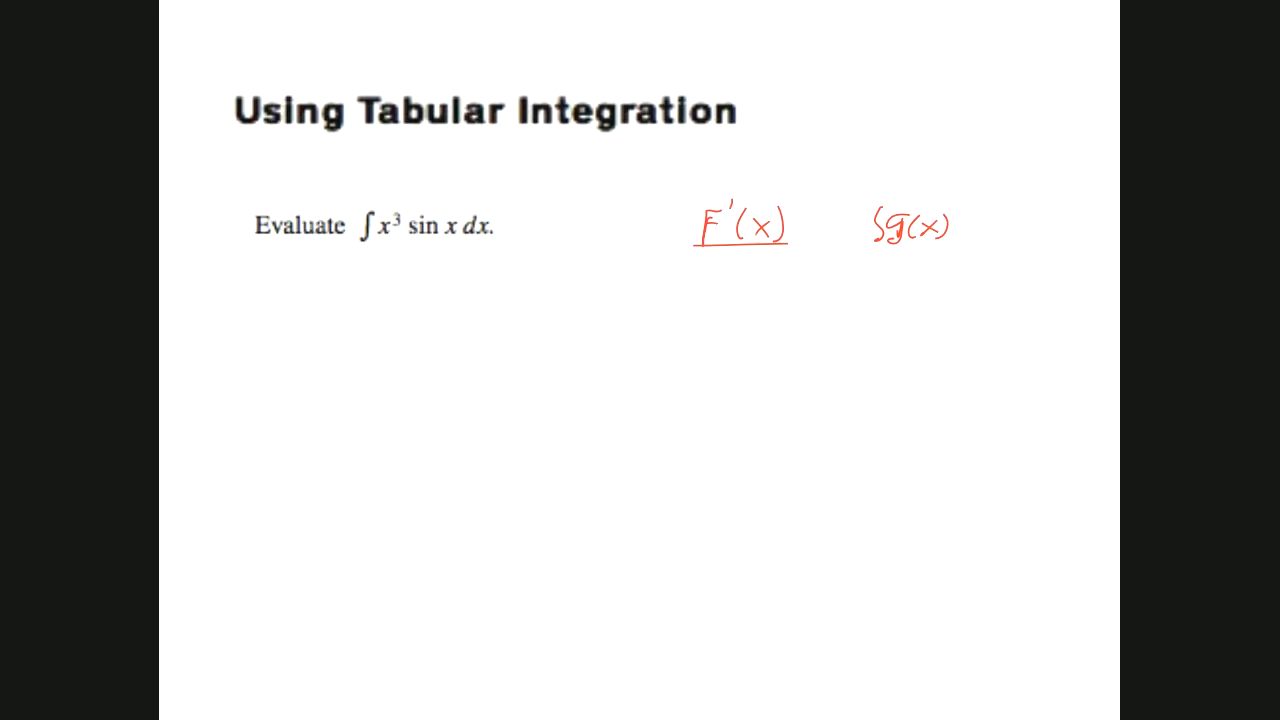 Using Tabular Integration
Evaluate ∫x³ sin x dx.
F'(x) ∫g(x)